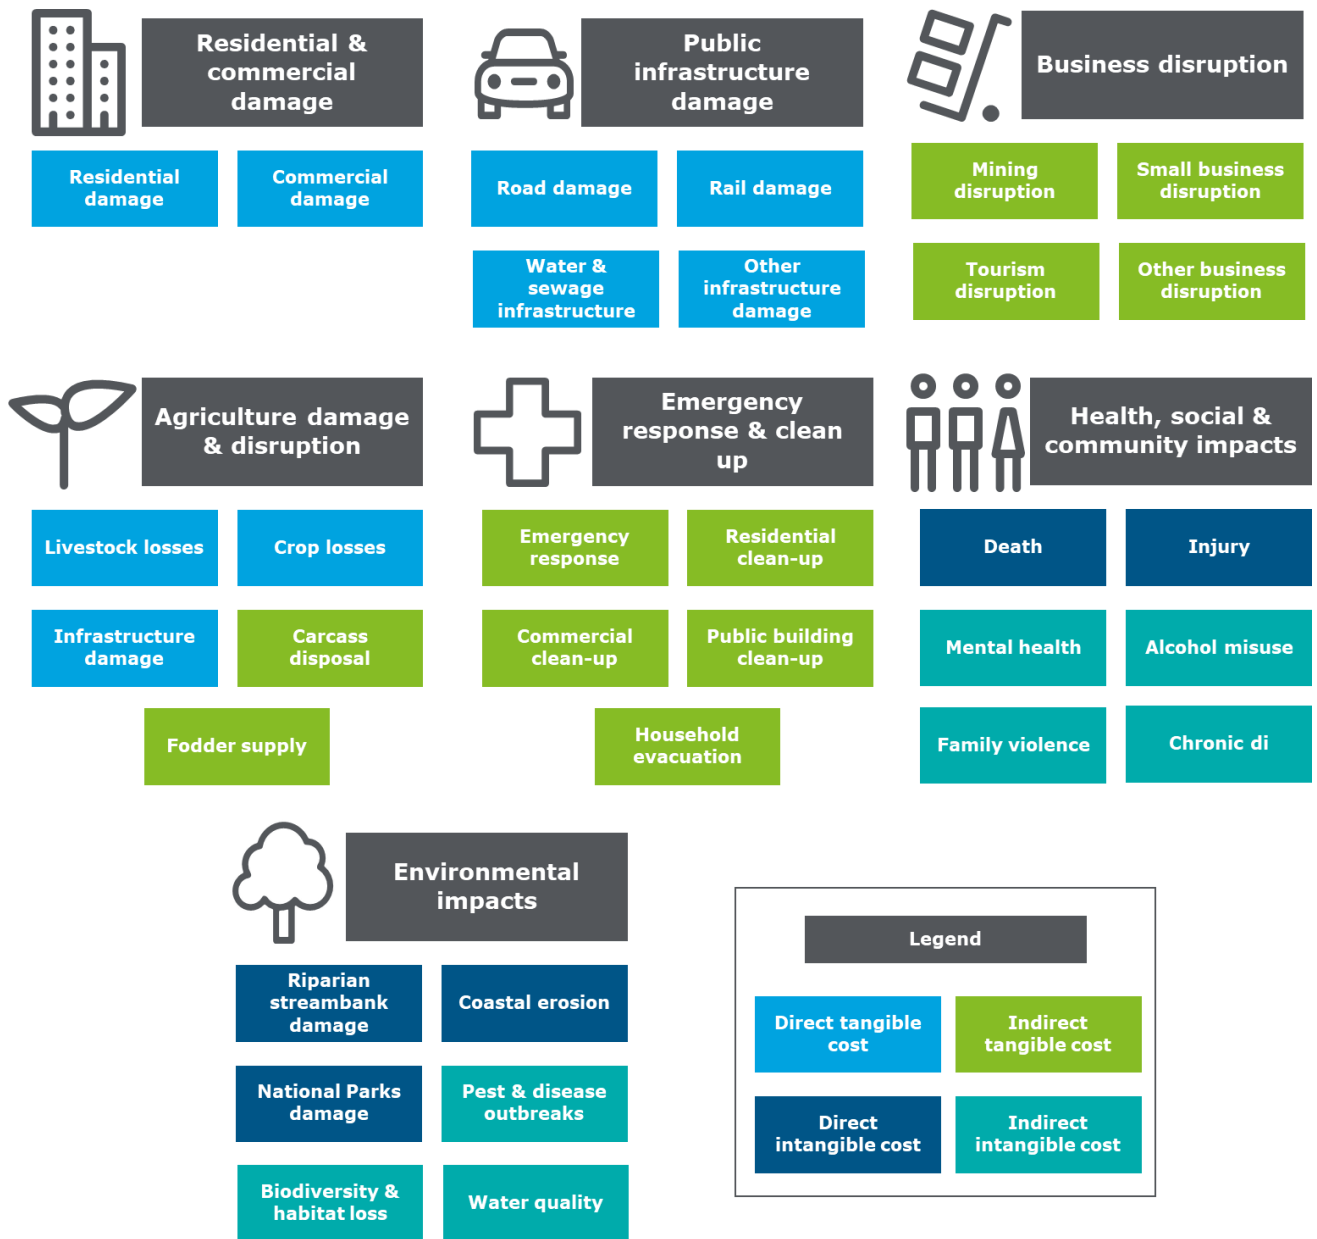 Residential &
commercial
damage
Residential
damage
Commercial
damage
Public
infrastructure
damage
Road damage
Rail damage
Water &
sewage
infrastructure
Other
infrastructure
damage
Business disruption
Mining
disruption
Small business
disruption
Tourism
disruption
Other business
disruption
Agriculture damage
& disruption
Livestock losses
Crop losses
Infrastructure
damage
Carcass
disposal
Fodder supply
Emergency
response & clean
up
Emergency
response
Residential
clean-up
Commercial
clean-up
Public building
clean-up
Household
evacuation
Health, social &
community impacts
Death
Injury
Mental health
Alcohol misuse
Family violence
Chronic di
Environmental
impacts
Riparian
streambank
damage
Coastal erosion
National Parks
damage
Pest & disease
outbreaks
Biodiversity &
habitat loss
Water quality
Legend
Direct tangible
cost
Indirect
tangible cost
Direct
intangible cost
Indirect
intangible cost